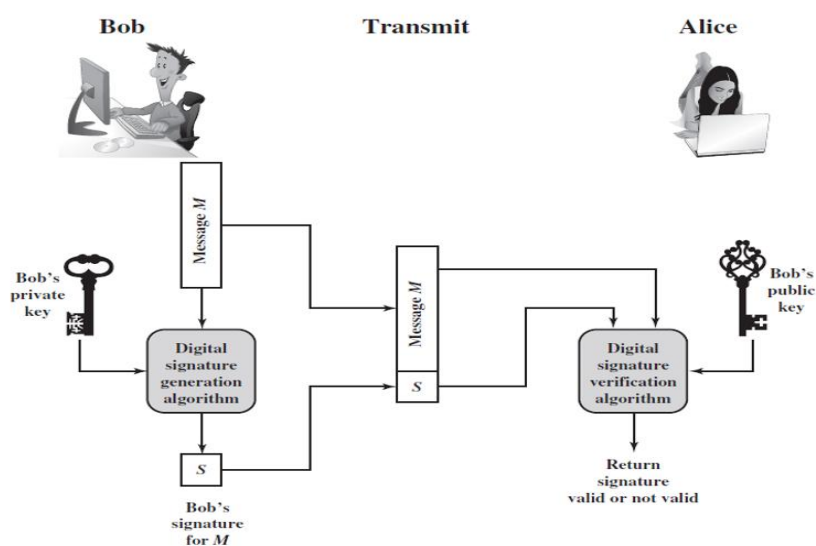 Bob
Transmit
Alice
Message M
Bob's
private
key
Message M
Bob's
public
key
Digital
signature
generation
algorithm
S
Digital
signature
verification
algorithm
S
Bob's
signature
for M
Return
signature
valid or not valid